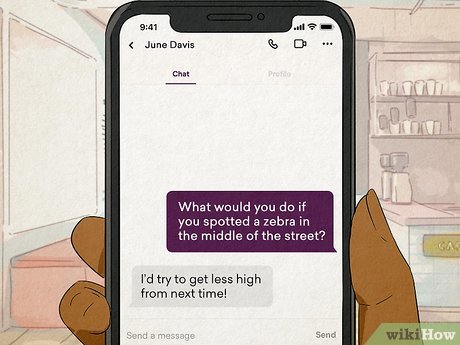 9:41
June Davis
Chat
Profile
What would you do if
you spotted a zebra in
the middle of the street?
I'd try to get less high
from next time!
Send a message
Send
wikiHow